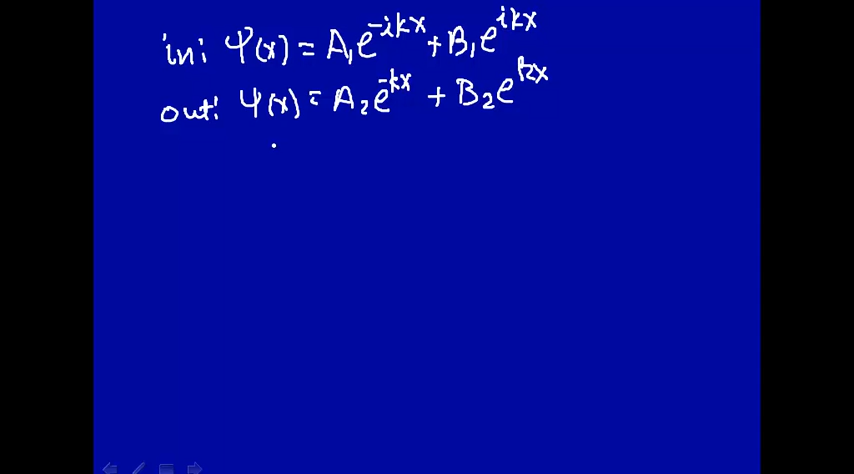 in: Ψ(x) = A₁e^{-ikx} + B₁e^{ikx}
out: Ψ(x) = A₂e^{-kx} + B₂e^{kx}